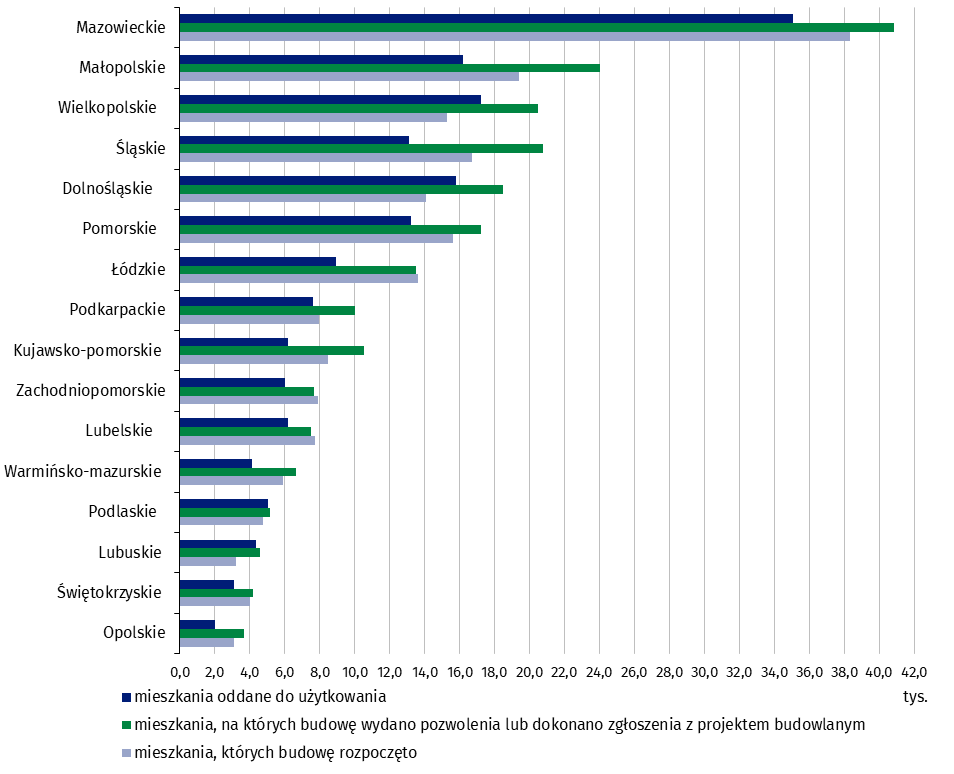 Mazowieckie
Małopolskie
Wielkopolskie
Śląskie
Dolnośląskie
Pomorskie
Łódzkie
Podkarpackie
Kujawsko-pomorskie
Zachodniopomorskie
Lubelskie
Warmińsko-mazurskie
Podlaskie
Lubuskie
Świętokrzyskie
Opolskie
0,0 2,0 4,0 6,0 8,0 10,0 12,0 14,0 16,0 18,0 20,0 22,0 24,0 26,0 28,0 30,0 32,0 34,0 36,0 38,0 40,0 42,0
tys.
mieszkania oddane do użytkowania
mieszkania, na których budowę wydano pozwolenia lub dokonano zgłoszenia z projektem budowlanym
mieszkania, których budowę rozpoczęto